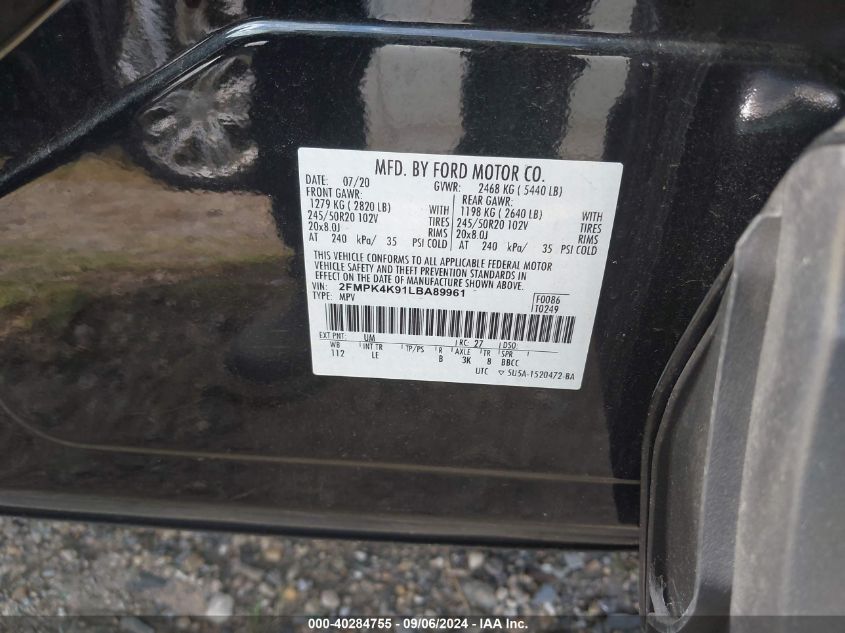 MFD. BY FORD MOTOR CO.
DATE: 07/20 GVWR: 2468 KG ( 5440 LB)
FRONT GAWR: REAR GAWR:
1279 KG ( 2820 LB) WITH 1198 KG ( 2640 LB) WITH
245/50R20 102V TIRES 245/50R20 102V TIRES
20x8.0J RIMS 20x8.0J RIMS
AT 240 kPa/ 35 PSI COLD AT 240 kPa/ 35 PSI COLD
THIS VEHICLE CONFORMS TO ALL APPLICABLE FEDERAL MOTOR
VEHICLE SAFETY AND THEFT PREVENTION STANDARDS IN
EFFECT ON THE DATE OF MANUFACTURE SHOWN ABOVE.
VIN: 2FMPK4K91LBA89961
TYPE: MPV
F0086
T0249
EXT PNT: UM RC: 27 DSO
WB INT TR TP/PS R AXLE TR SPR
112 LE B 3K B BBCC
UTC ▽ 5U5A-1520472-BA
000-40284755 - 09/06/2024 - IAA Inc.